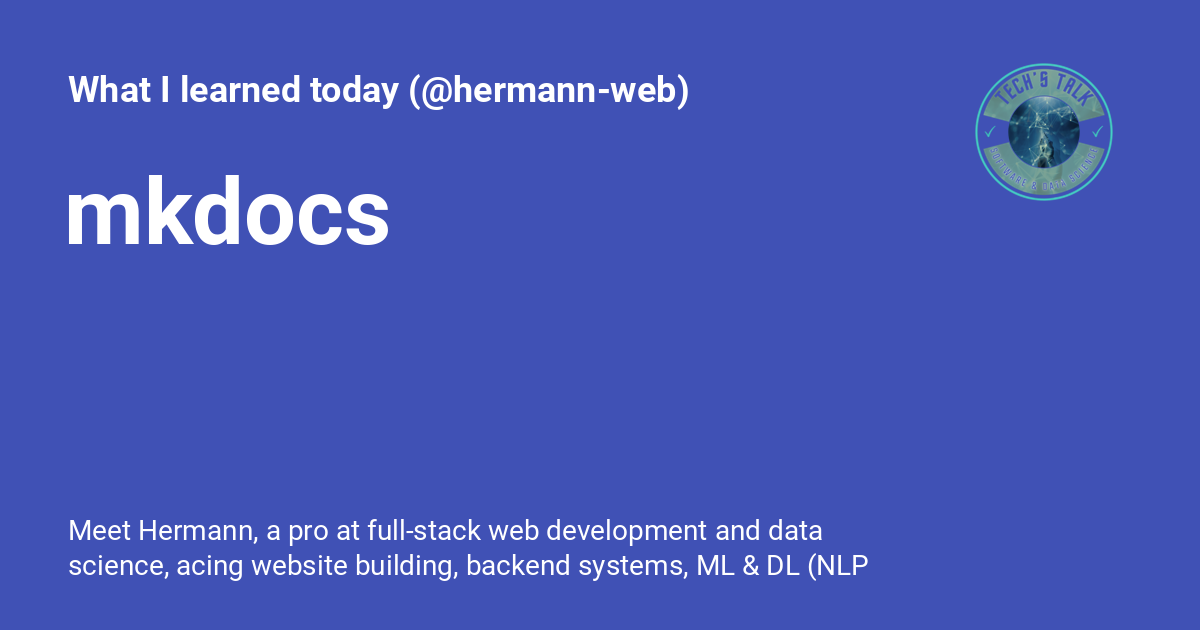 What I learned today (@hermann-web)
TECH'S TALK
SOFTWARE & DATA SCIENCE
mkdocs
Meet Hermann, a pro at full-stack web development and data
science, acing website building, backend systems, ML & DL (NLP